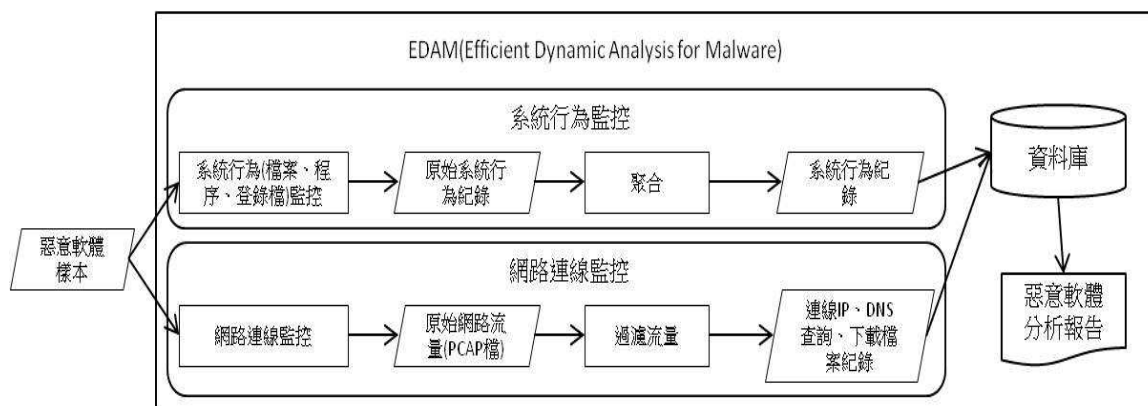 EDAM(Efficient Dynamic Analysis for Malware)
系統行為監控
系統行為(檔案、程
序、登錄檔)監控
原始系統行
為紀錄
聚合
系統行為紀
錄
資料庫
惡意軟體
樣本
網路連線監控
網路連線監控
原始網路流
量(PCAP檔)
過濾流量
連線IP、DNS
查詢、下載檔
案紀錄
惡意軟體
分析報告